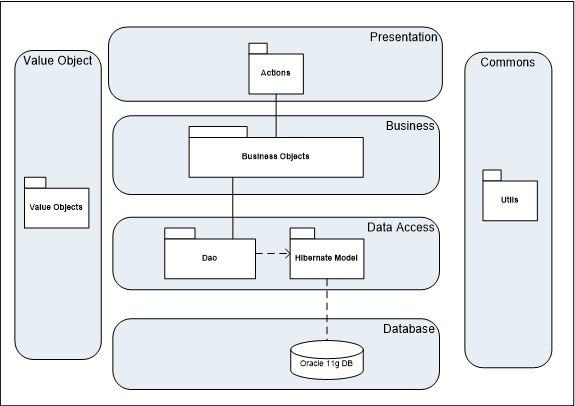 Presentation
Actions
Value Object
Value Objects
Commons
Utils
Business
Business Objects
Data Access
Dao
Hibernate Model
Database
Oracle 11g DB